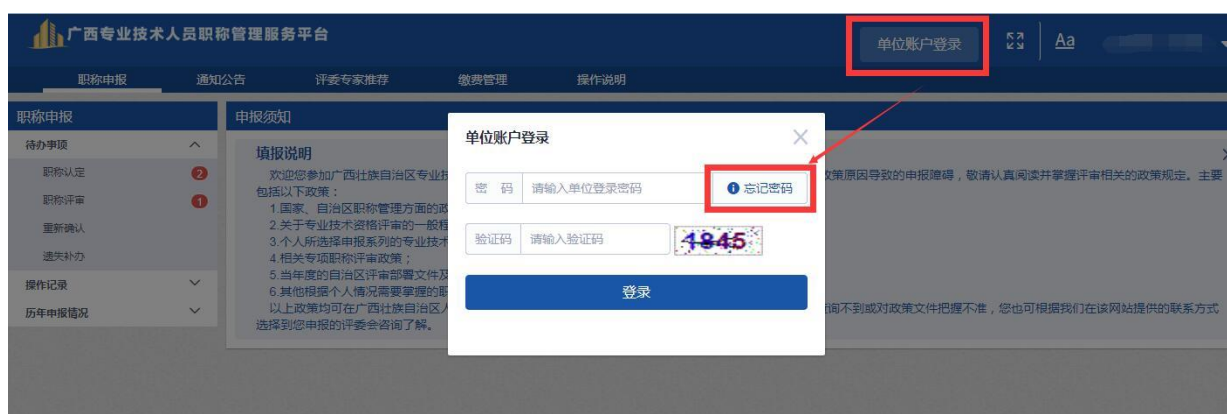 广西专业技术人员职称管理服务平台
单位账户登录
Aa
职称申报 通知公告 评委专家推荐 缴费管理 操作说明
职称申报
待办事项
职称认定 2
职称评审 1
重新确认
遗失补办
操作记录
历年申报情况
申报须知
填报说明
欢迎您参加广西壮族自治区专业技
政策原因导致的申报障碍，敬请认真阅读并掌握评审相关的政策规定。主要
包括以下政策：
1.国家、自治区职称管理方面的政
2.关于专业技术资格评审的一般程
3.个人所选择申报系列的专业技术
4.相关专项职称评审政策；
5.当年度的自治区评审部署文件及
6.其他根据个人情况需要掌握的职
以上政策均可在广西壮族自治区人
询不到或对政策文件把握不准，您也可根据我们在该网站提供的联系方式
选择到您申报的评委会咨询了解。
单位账户登录
密 码 请输入单位登录密码 忘记密码
验证码 请输入验证码 4845
登录